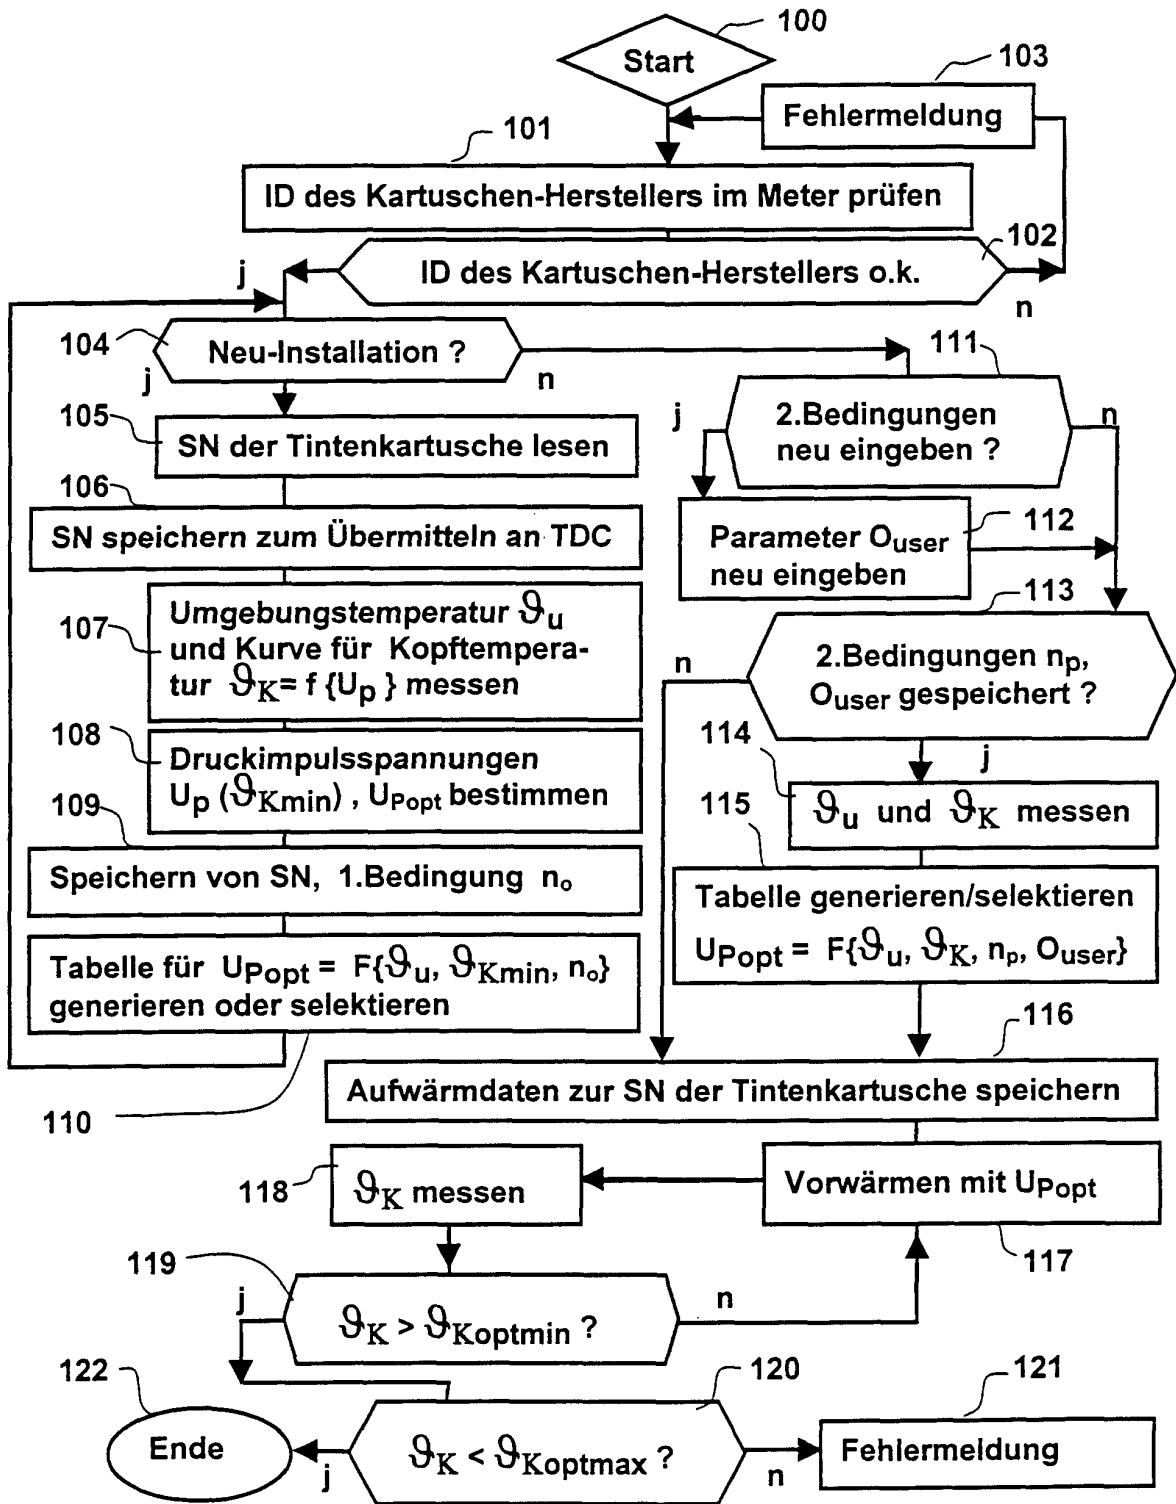 100
Start
103
Fehlermeldung
101
ID des Kartuschen-Herstellers im Meter prüfen
102
ID des Kartuschen-Herstellers o.k.
j
n
104
Neu-Installation ?
j
n
111
2.Bedingungen
neu eingeben ?
j
n
105
SN der Tintenkartusche lesen
106
SN speichern zum Übermitteln an TDC
112
Parameter Ouser
neu eingeben
107
Umgebungstemperatur ϑu
und Kurve für Kopftempera-
tur ϑK= f {Up } messen
113
2.Bedingungen np,
Ouser gespeichert ?
n
j
108
Druckimpulsspannungen
Up (ϑKmin) , UPopt bestimmen
114
ϑu und ϑK messen
109
Speichern von SN, 1.Bedingung no
115
Tabelle generieren/selektieren
UPopt = F{ϑu, ϑK, np, Ouser}
Tabelle für UPopt = F{ϑu, ϑKmin, no}
generieren oder selektieren
110
116
Aufwärmdaten zur SN der Tintenkartusche speichern
118
ϑK messen
Vorwärmen mit UPopt
117
119
j
ϑK > ϑKoptmin ?
n
122
Ende
j
120
ϑK < ϑKoptmax ?
n
121
Fehlermeldung